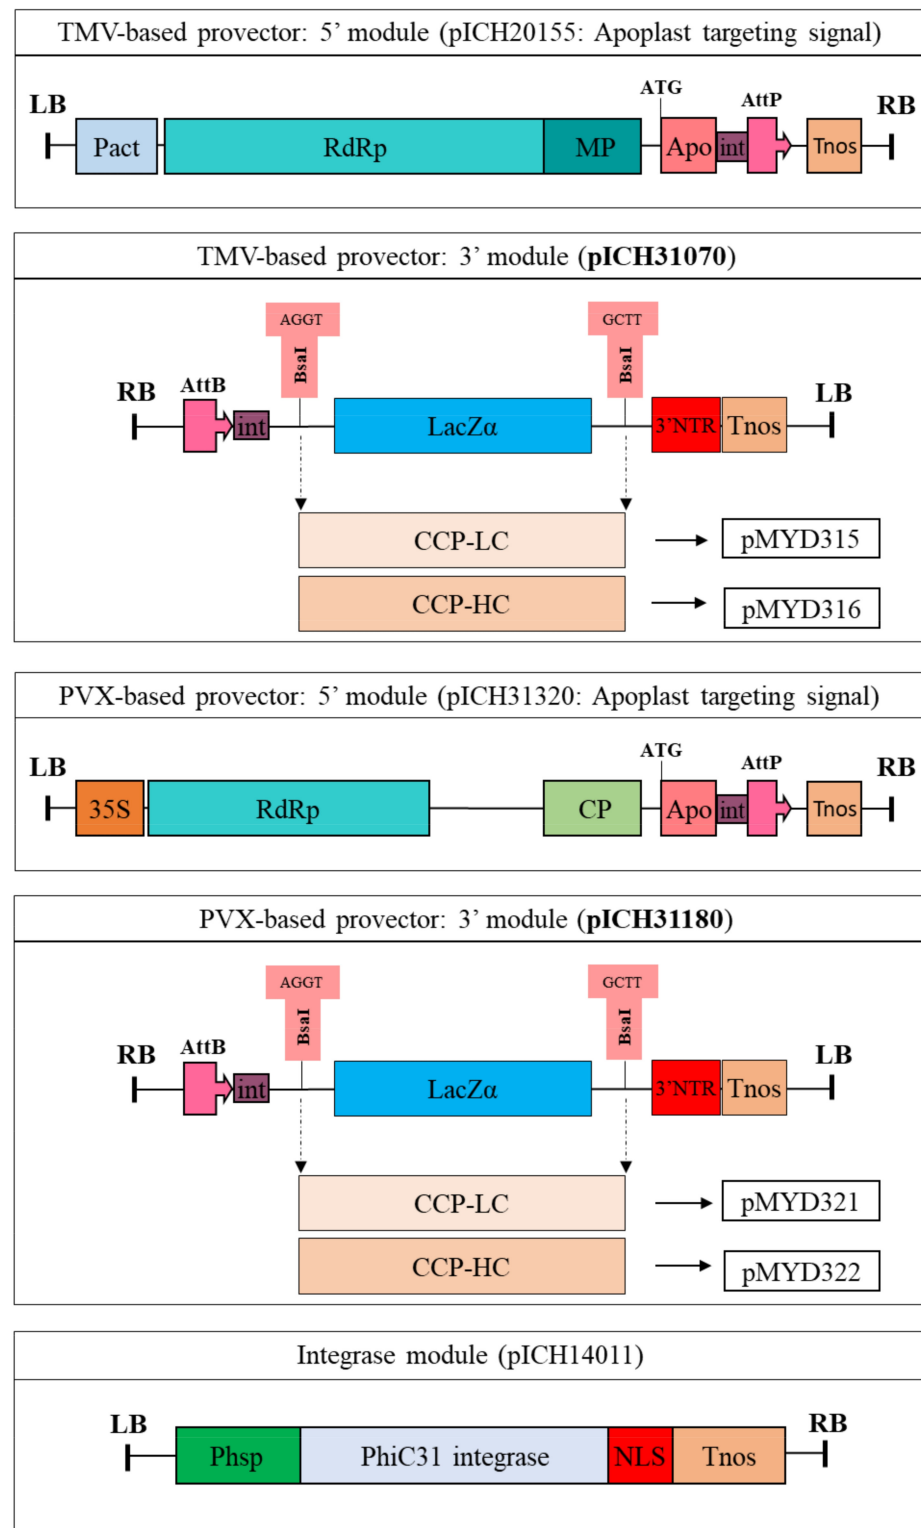 TMV-based provector: 5’ module (pICH20155: Apoplast targeting signal)
LB ATG AttP RB
Pact RdRp MP Apo int Tnos
TMV-based provector: 3’ module (pICH31070)
AGGT GCTT
BsaI BsaI
RB AttB LB
int LacZα 3’NTR Tnos
CCP-LC pMYD315
CCP-HC pMYD316
PVX-based provector: 5’ module (pICH31320: Apoplast targeting signal)
LB ATG AttP RB
35S RdRp CP Apo int Tnos
PVX-based provector: 3’ module (pICH31180)
AGGT GCTT
BsaI BsaI
RB AttB LB
int LacZα 3’NTR Tnos
CCP-LC pMYD321
CCP-HC pMYD322
Integrase module (pICH14011)
LB RB
Phsp PhiC31 integrase NLS Tnos